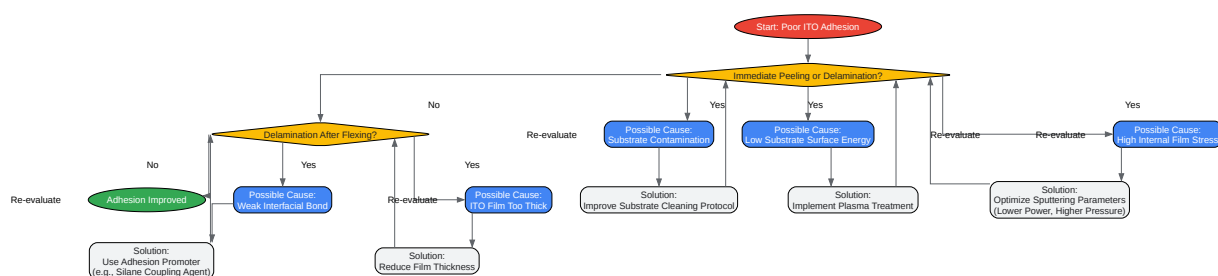 Start: Poor ITO Adhesion
Immediate Peeling or Delamination?
No
Yes
Yes
Yes
Delamination After Flexing?
Re-evaluate
Possible Cause:
Substrate Contamination
Possible Cause:
Low Substrate Surface Energy
Re-evaluate
Re-evaluate
Possible Cause:
High Internal Film Stress
No
Yes
Yes
Re-evaluate
Adhesion Improved
Possible Cause:
Weak Interfacial Bond
Re-evaluate
Possible Cause:
ITO Film Too Thick
Solution:
Improve Substrate Cleaning Protocol
Solution:
Implement Plasma Treatment
Solution:
Optimize Sputtering Parameters
(Lower Power, Higher Pressure)
Solution:
Use Adhesion Promoter
(e.g., Silane Coupling Agent)
Solution:
Reduce Film Thickness